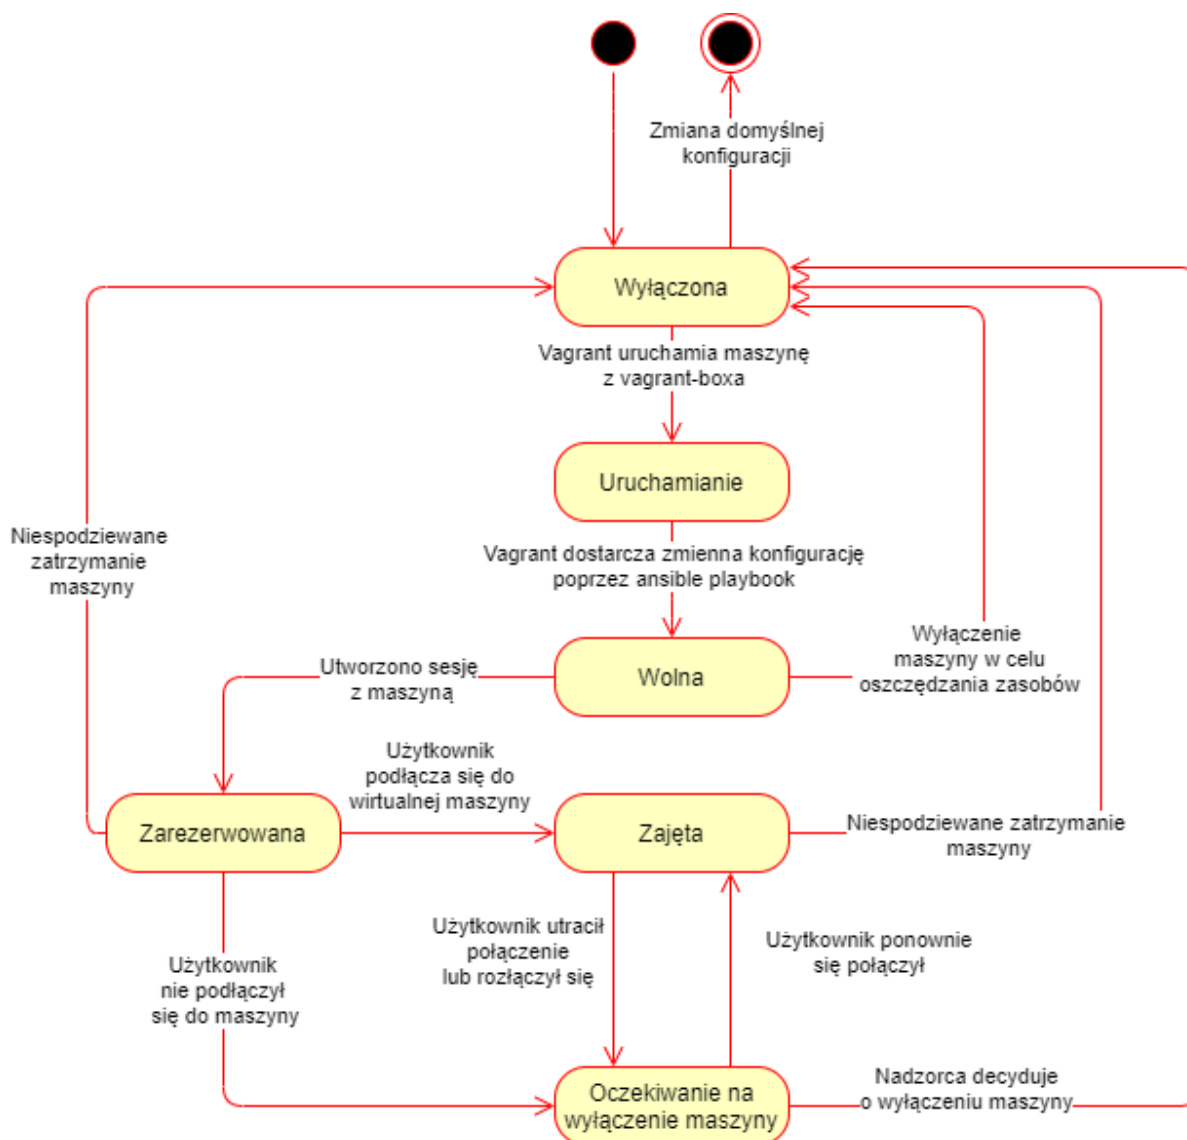 Zmiana domyślnej
konfiguracji
Wyłączona
Vagrant uruchamia maszynę
z vagrant-boxa
Uruchamianie
Niespodziewane
zatrzymanie
maszyny
Vagrant dostarcza zmienna konfigurację
poprzez ansible playbook
Wyłączenie
maszyny w celu
oszczędzania zasobów
Utworzono sesję
z maszyną
Wolna
Użytkownik
podłącza się do
wirtualnej maszyny
Zarezerwowana
Zajęta
Niespodziewane zatrzymanie
maszyny
Użytkownik utracił
połączenie
lub rozłączył się
Użytkownik ponownie
się połączył
Użytkownik
nie podłączył
się do maszyny
Oczekiwanie na
wyłączenie maszyny
Nadzorca decyduje
o wyłączeniu maszyny